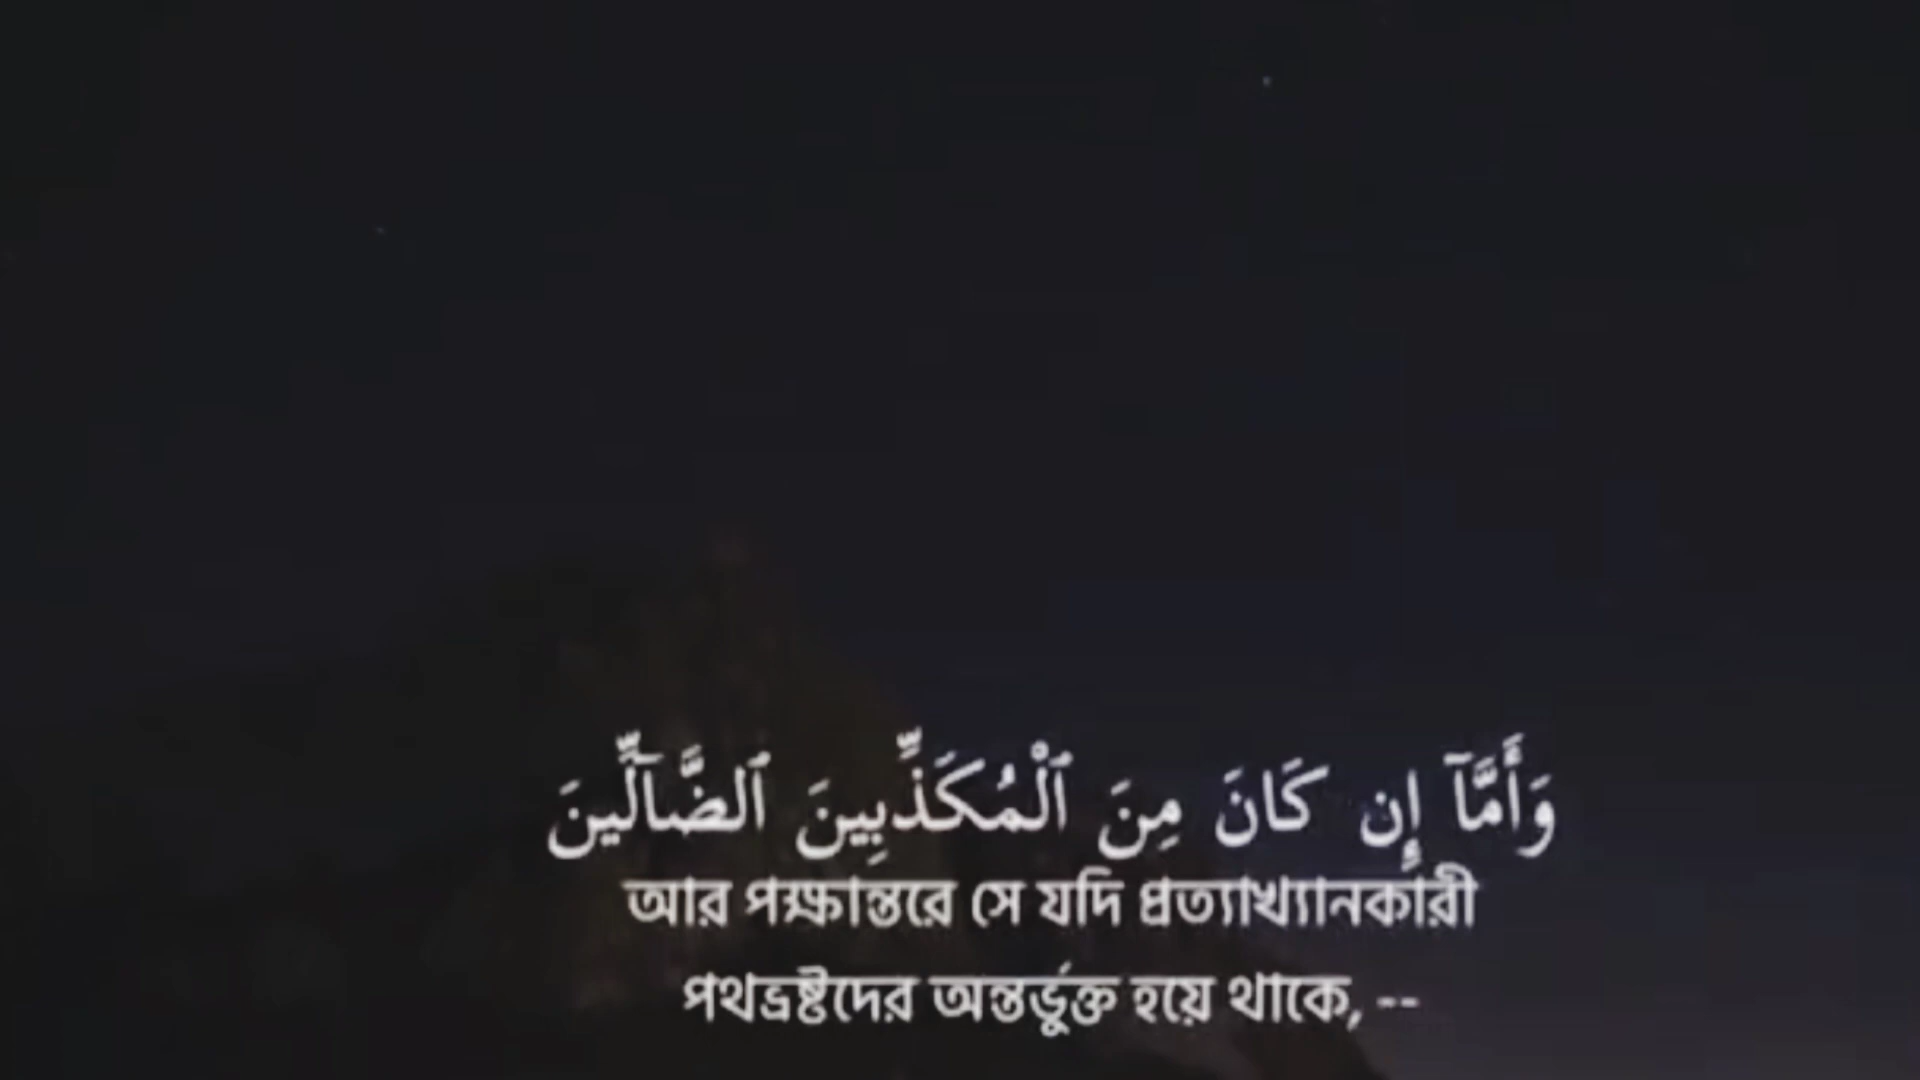 وَأَمَّآ إِن كَانَ مِنَ ٱلْمُكَذِّبِينَ ٱلضَّآلِّينَ
আর পক্ষান্তরে সে যদি প্রত্যাখ্যানকারী
পথভ্রষ্টদের অন্তর্ভুক্ত হয়ে থাকে, --